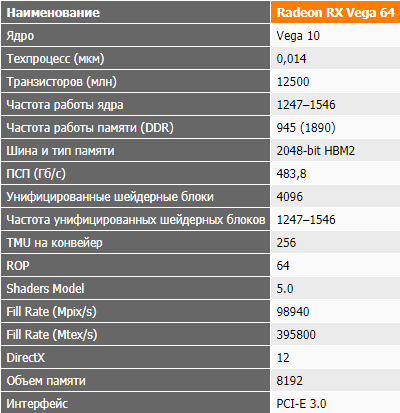 Наименование Radeon RX Vega 64
Ядро Vega 10
Техпроцесс (мкм) 0,014
Транзисторов (млн) 12500
Частота работы ядра 1247–1546
Частота работы памяти (DDR) 945 (1890)
Шина и тип памяти 2048-bit HBM2
ПСП (Гб/с) 483,8
Унифицированные шейдерные блоки 4096
Частота унифицированных шейдерных блоков 1247–1546
TMU на конвейер 256
ROP 64
Shaders Model 5.0
Fill Rate (Mpix/s) 98940
Fill Rate (Mtex/s) 395800
DirectX 12
Объем памяти 8192
Интерфейс PCI-E 3.0